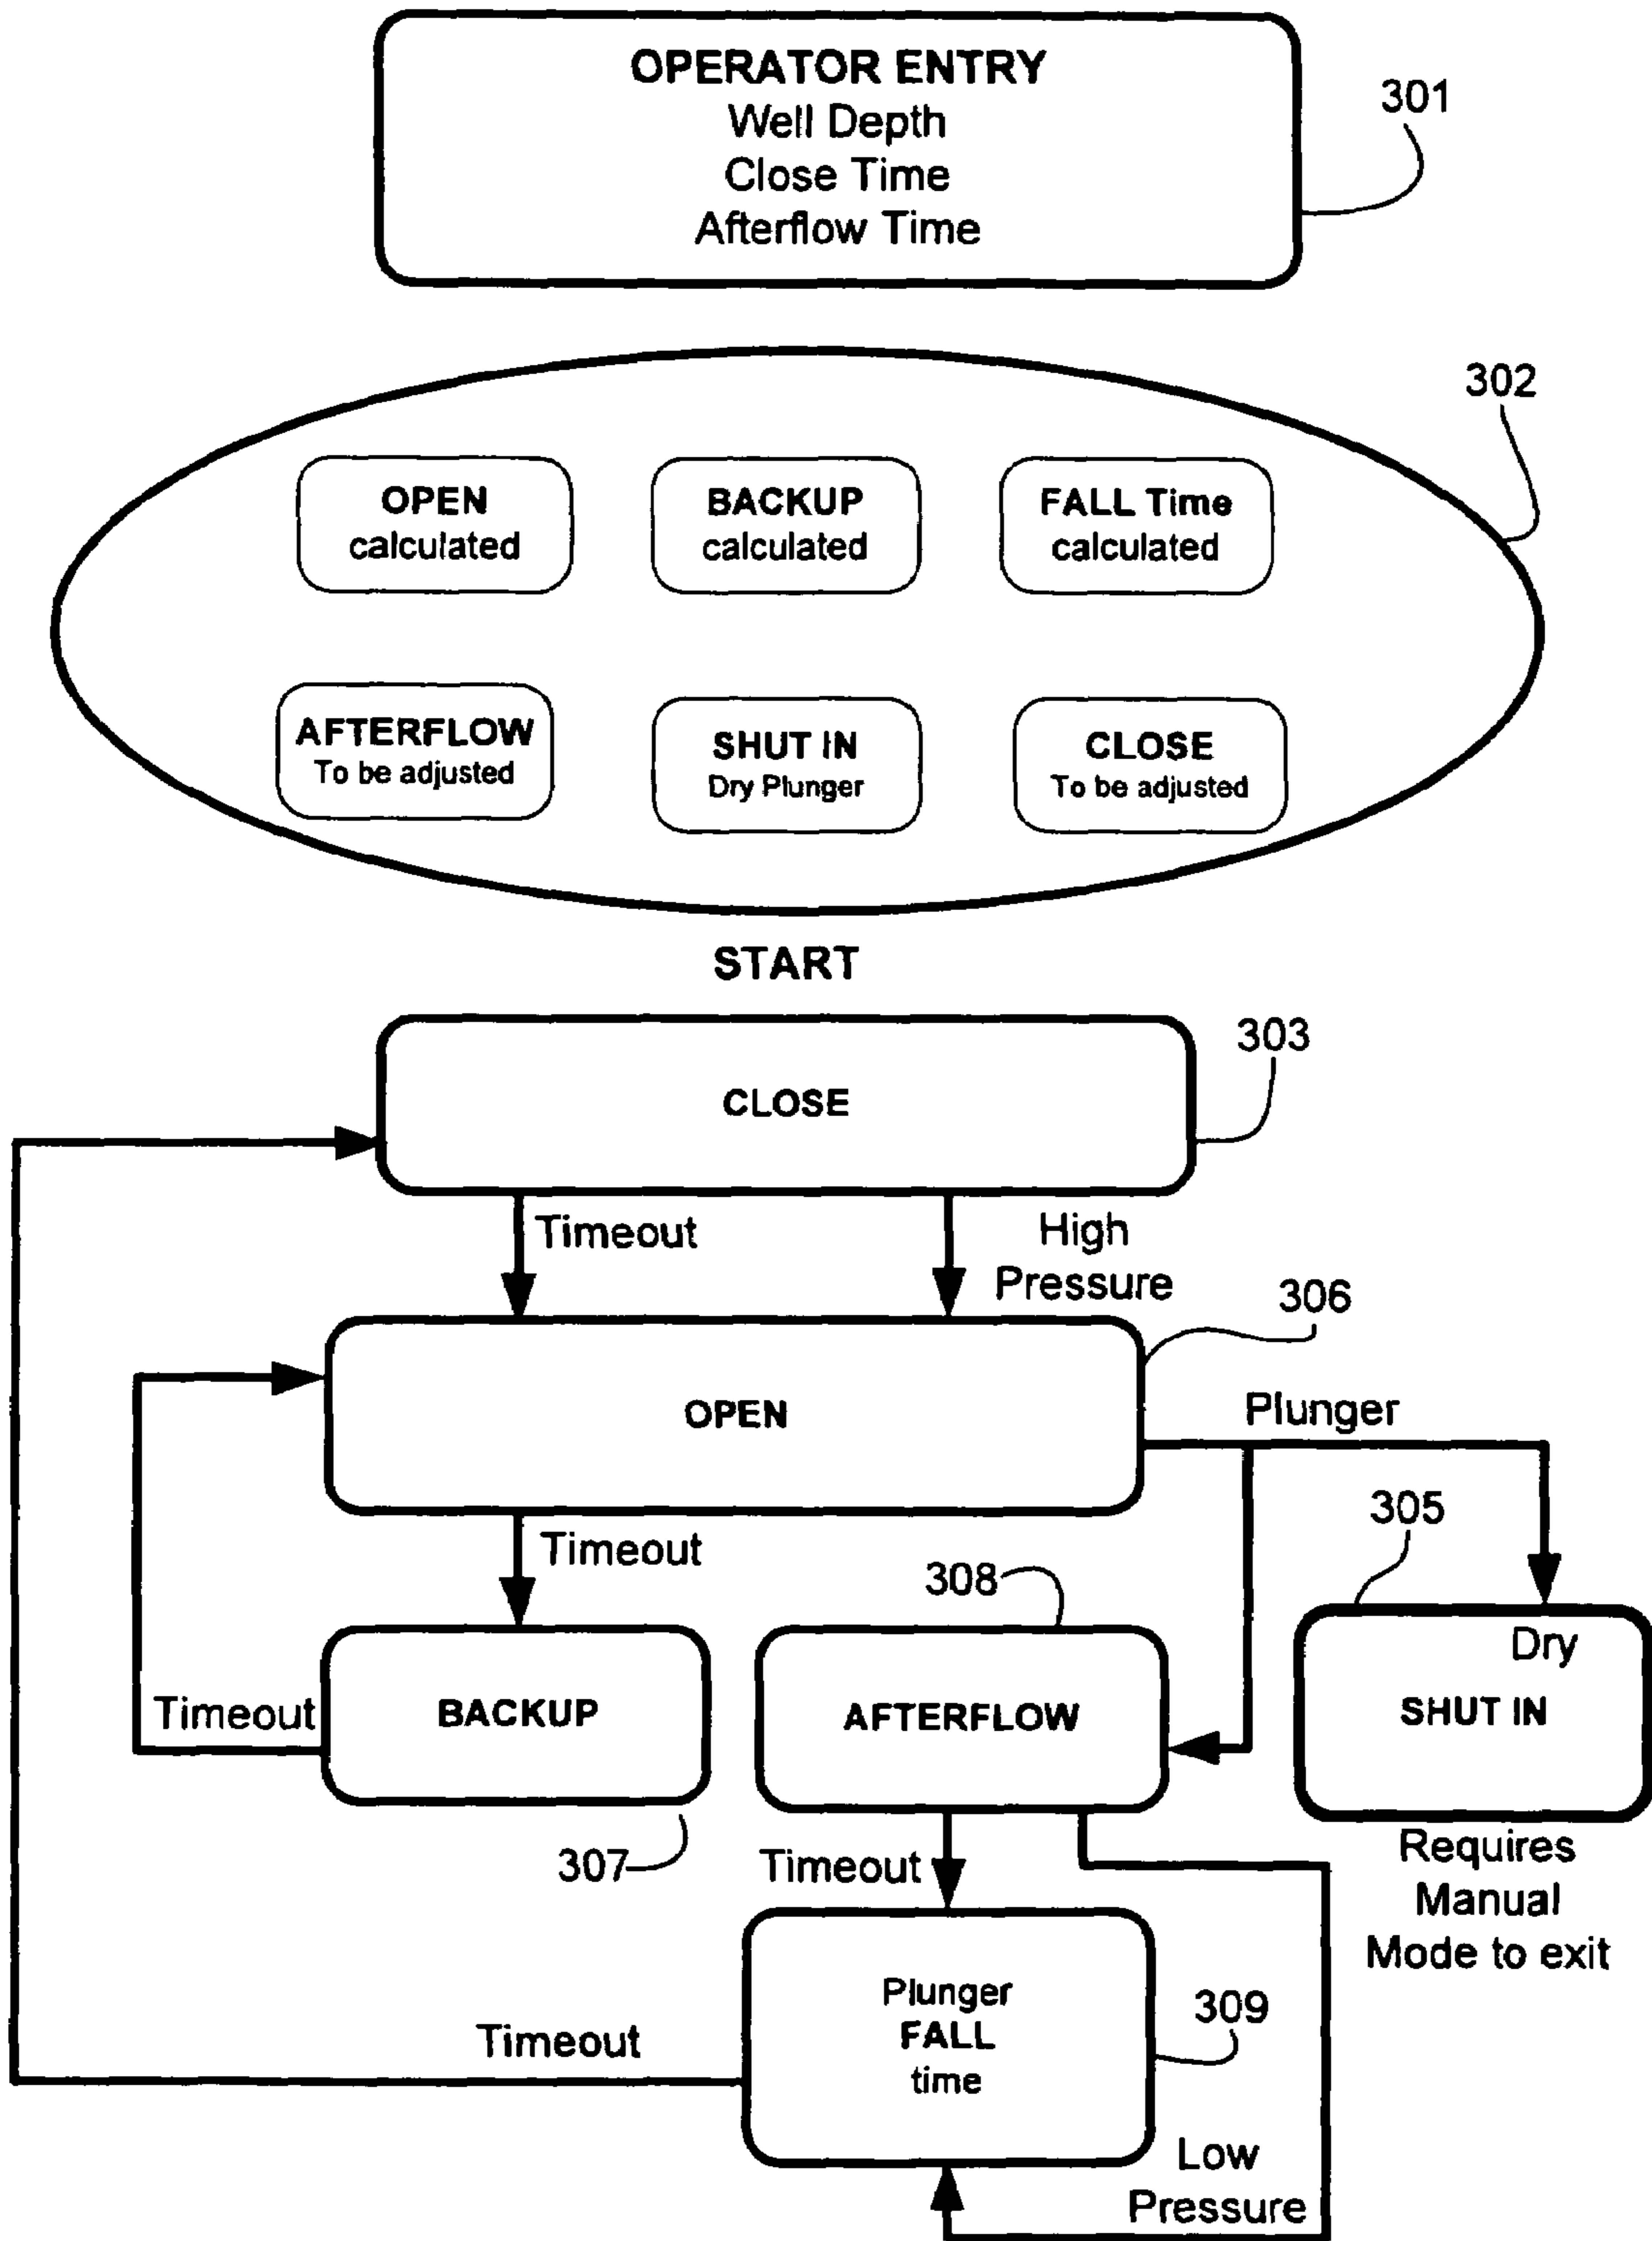 OPERATOR ENTRY
Well Depth
Close Time
Afterflow Time
301
302
OPEN
calculated
BACKUP
calculated
FALL Time
calculated
AFTERFLOW
To be adjusted
SHUT IN
Dry Plunger
CLOSE
To be adjusted
START
303
CLOSE
Timeout
High
Pressure
306
OPEN
Plunger
305
Timeout
308
Dry
SHUT IN
Timeout
BACKUP
AFTERFLOW
307
Timeout
Requires
Manual
Mode to exit
Plunger
FALL
time
309
Timeout
Low
Pressure